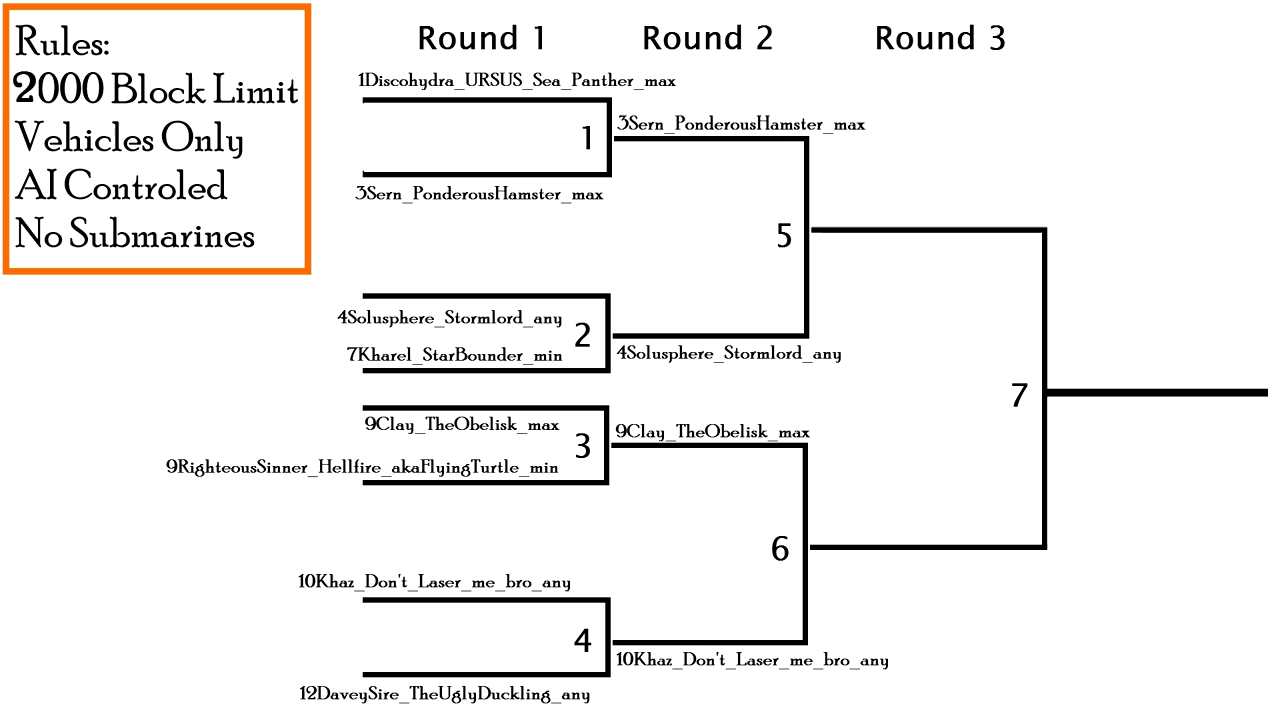 Rules:
2000 Block Limit
Vehicles Only
AI Controled
No Submarines
Round 1
Round 2
Round 3
1Discohydra_URSUS_Sea_Panther_max
1
3Sern_PonderousHamster_max
3Sern_PonderousHamster_max
5
4Solusphere_Stormlord_any
2
7Kharel_StarBounder_min
4Solusphere_Stormlord_any
7
9Clay_TheObelisk_max
3
9RighteousSinner_Hellfire_akaFlyingTurtle_min
9Clay_TheObelisk_max
6
10Khaz_Don't_Laser_me_bro_any
4
12DaveySire_TheUglyDuckling_any
10Khaz_Don't_Laser_me_bro_any